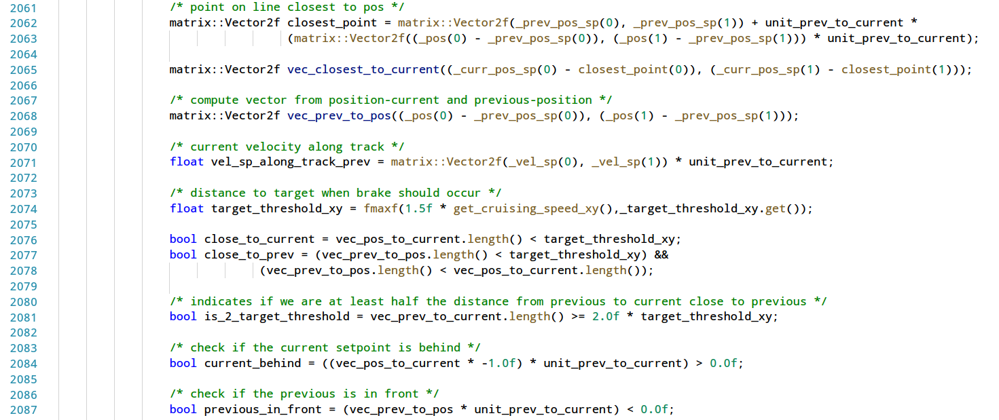 2061 /* point on line closest to pos */
2062 matrix::Vector2f closest_point = matrix::Vector2f(_prev_pos_sp(0), _prev_pos_sp(1)) + unit_prev_to_current *
2063 (matrix::Vector2f((_pos(0) - _prev_pos_sp(0)), (_pos(1) - _prev_pos_sp(1))) * unit_prev_to_current);
2064
2065 matrix::Vector2f vec_closest_to_current((_curr_pos_sp(0) - closest_point(0)), (_curr_pos_sp(1) - closest_point(1)));
2066
2067 /* compute vector from position-current and previous-position */
2068 matrix::Vector2f vec_prev_to_pos((_pos(0) - _prev_pos_sp(0)), (_pos(1) - _prev_pos_sp(1)));
2069
2070 /* current velocity along track */
2071 float vel_sp_along_track_prev = matrix::Vector2f(_vel_sp(0), _vel_sp(1)) * unit_prev_to_current;
2072
2073 /* distance to target when brake should occur */
2074 float target_threshold_xy = fmaxf(1.5f * get_cruising_speed_xy(),_target_threshold_xy.get());
2075
2076 bool close_to_current = vec_pos_to_current.length() < target_threshold_xy;
2077 bool close_to_prev = (vec_prev_to_pos.length() < target_threshold_xy) &&
2078 (vec_prev_to_pos.length() < vec_pos_to_current.length());
2079
2080 /* indicates if we are at least half the distance from previous to current close to previous */
2081 bool is_2_target_threshold = vec_prev_to_current.length() >= 2.0f * target_threshold_xy;
2082
2083 /* check if the current setpoint is behind */
2084 bool current_behind = ((vec_pos_to_current * -1.0f) * unit_prev_to_current) > 0.0f;
2085
2086 /* check if the previous is in front */
2087 bool previous_in_front = (vec_prev_to_pos * unit_prev_to_current) < 0.0f;